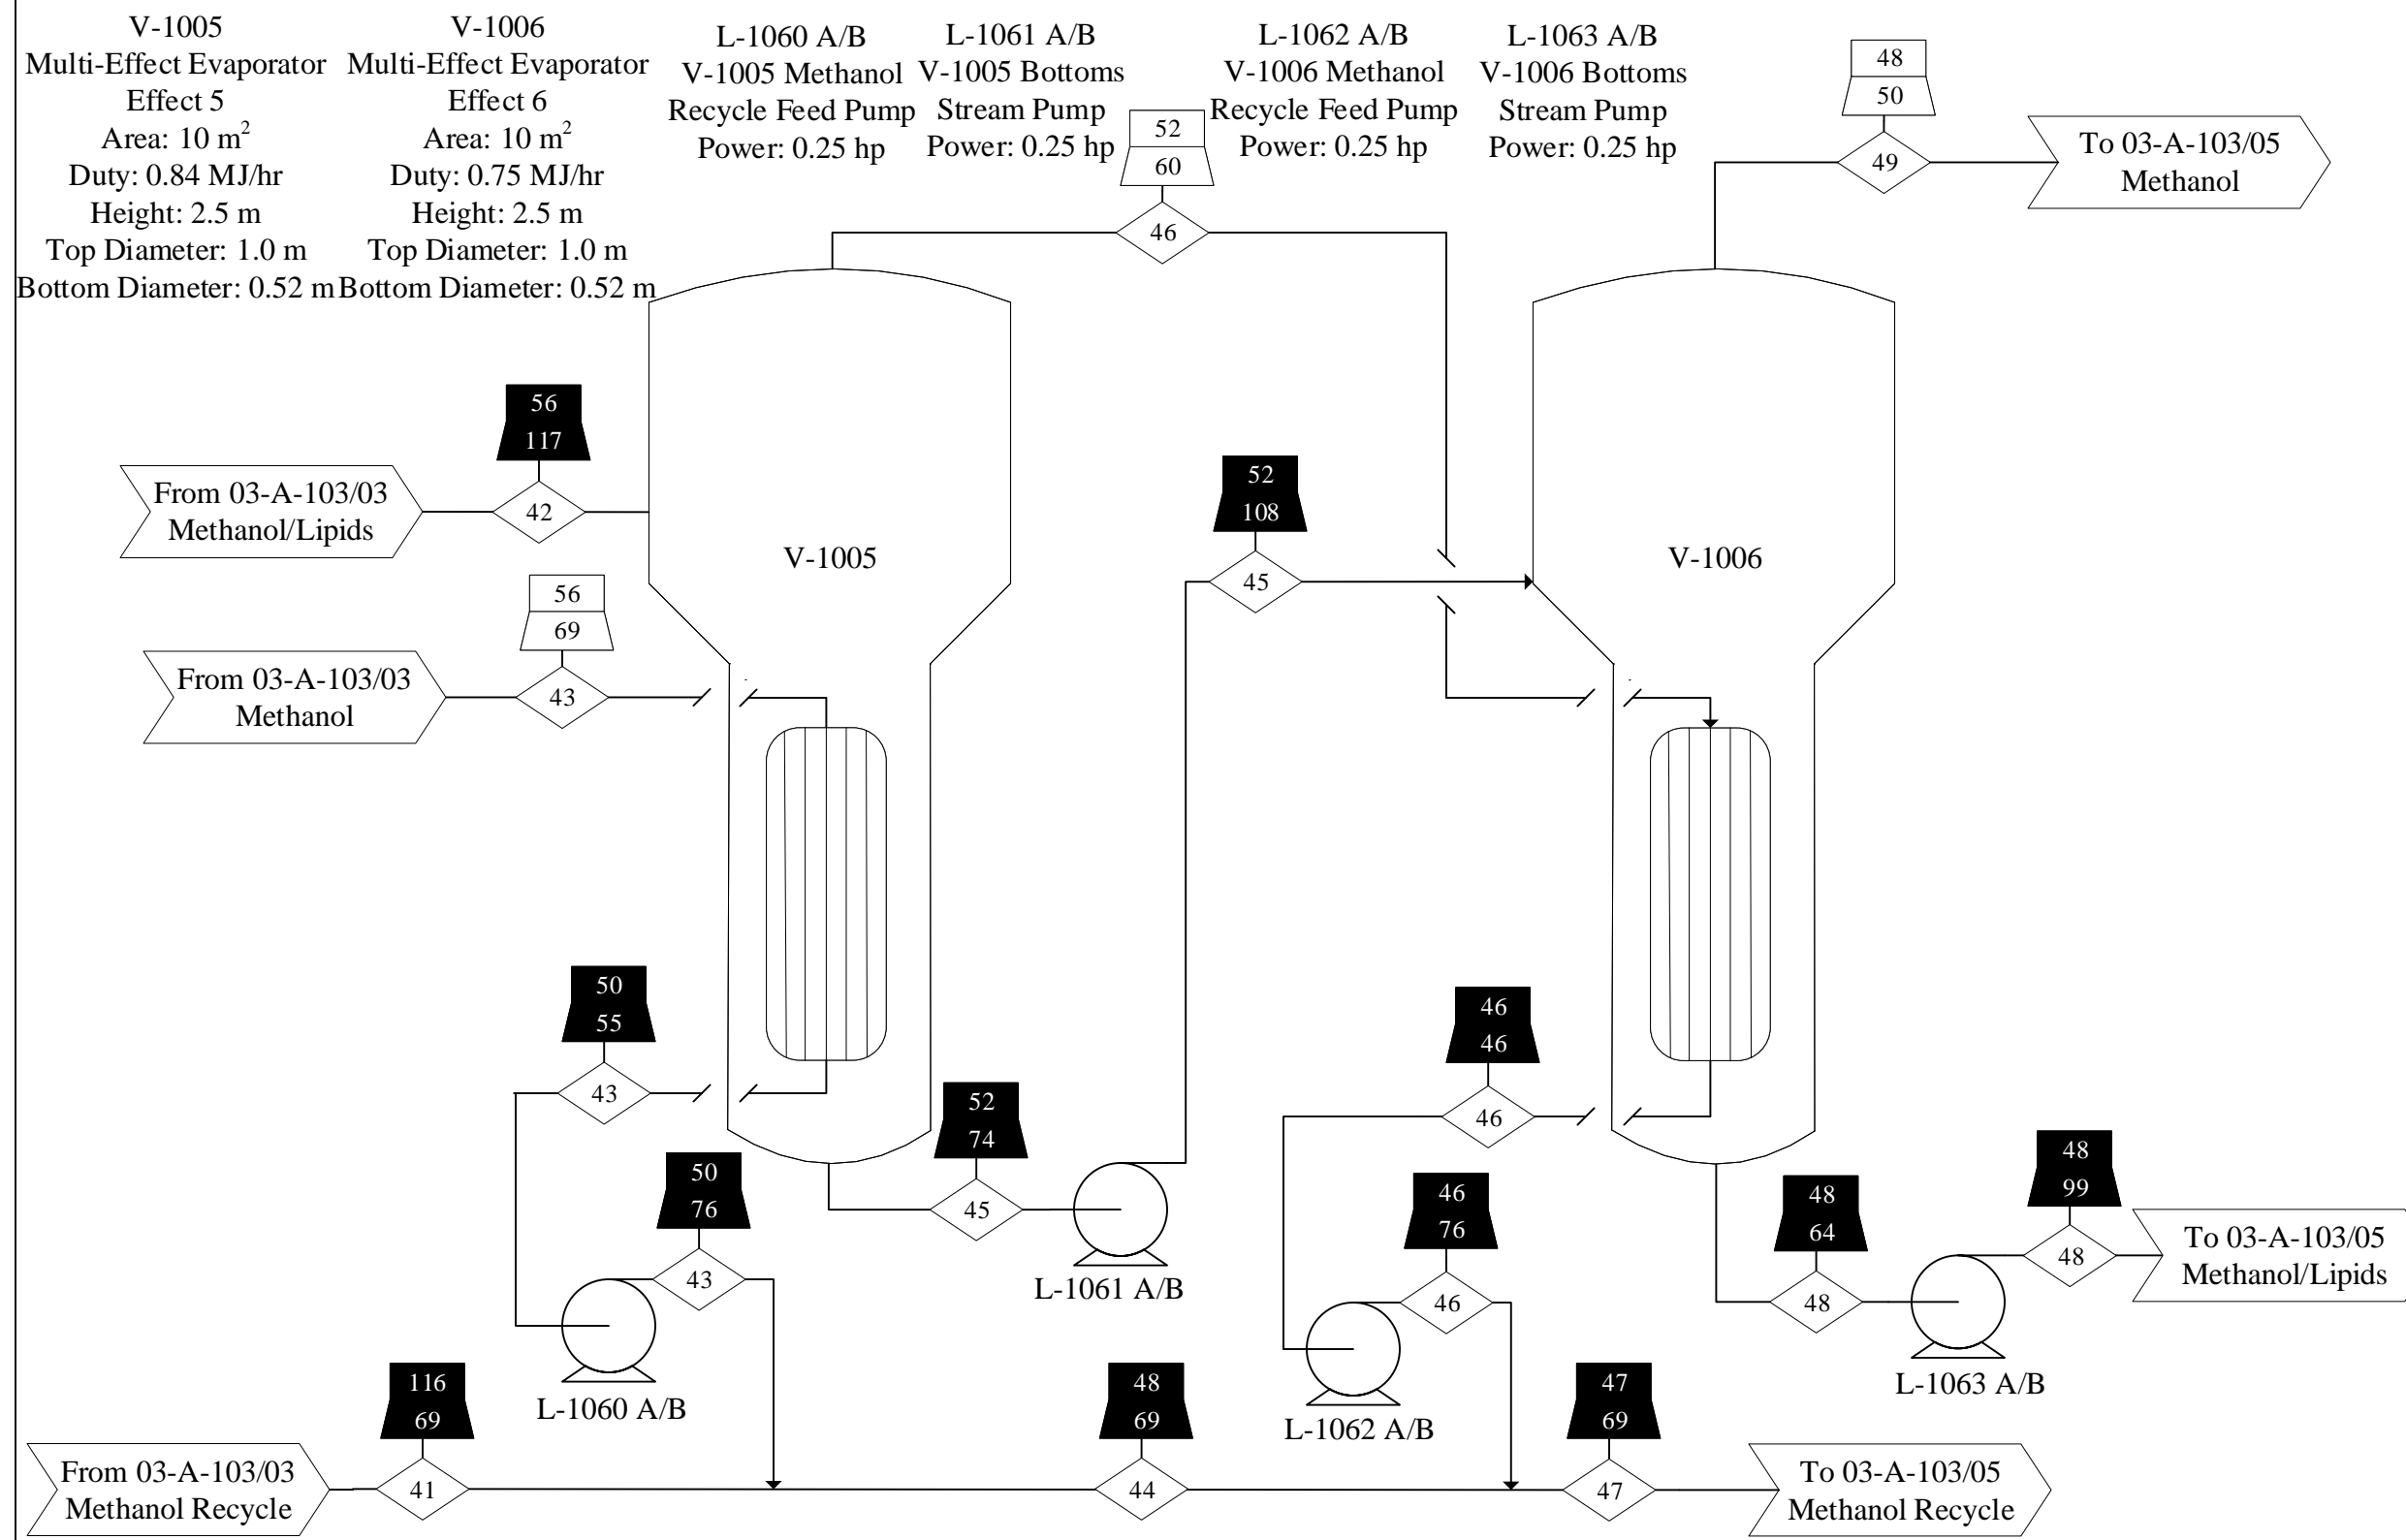 V-1005
Multi-Effect Evaporator
Effect 5
Area: 10 m²
Duty: 0.84 MJ/hr
Height: 2.5 m
Top Diameter: 1.0 m
Bottom Diameter: 0.52 m
V-1006
Multi-Effect Evaporator
Effect 6
Area: 10 m²
Duty: 0.75 MJ/hr
Height: 2.5 m
Top Diameter: 1.0 m
Bottom Diameter: 0.52 m
L-1060 A/B
V-1005 Methanol
Recycle Feed Pump
Power: 0.25 hp
L-1061 A/B
V-1005 Bottoms
Stream Pump
Power: 0.25 hp
L-1062 A/B
V-1006 Methanol
Recycle Feed Pump
Power: 0.25 hp
L-1063 A/B
V-1006 Bottoms
Stream Pump
Power: 0.25 hp
52
60
46
48
50
49
To 03-A-103/05
Methanol
56
117
42
From 03-A-103/03
Methanol/Lipids
V-1005
52
108
45
V-1006
56
69
43
From 03-A-103/03
Methanol
50
55
43
50
76
43
L-1060 A/B
52
74
45
L-1061 A/B
46
46
46
46
76
46
L-1062 A/B
48
64
48
L-1063 A/B
48
99
48
To 03-A-103/05
Methanol/Lipids
From 03-A-103/03
Methanol Recycle
116
69
41
48
69
44
47
69
47
To 03-A-103/05
Methanol Recycle